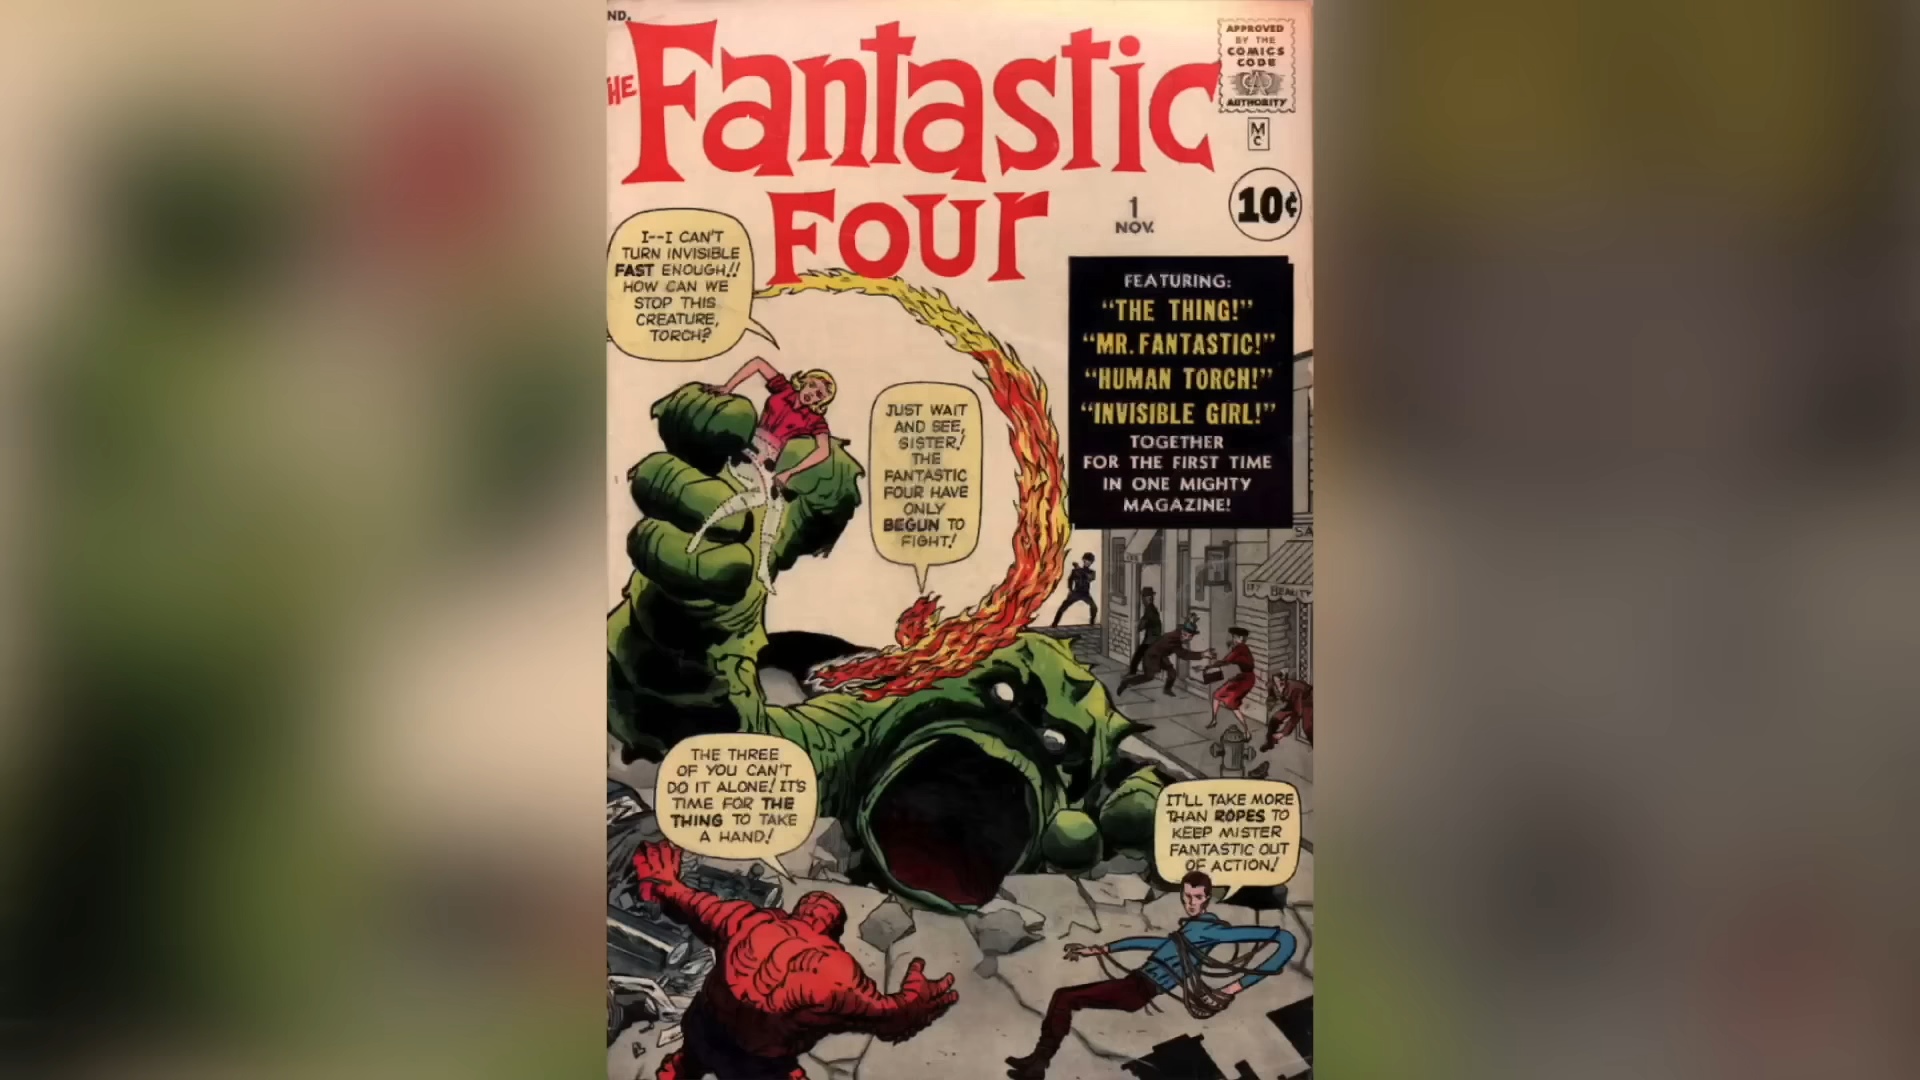 ND.
THE
Fantastic
Four
APPROVED
BY THE
COMICS
CODE
AUTHORITY
M
C
1
NOV.
10¢
I--I CAN'T
TURN INVISIBLE
FAST ENOUGH!!
HOW CAN WE
STOP THIS
CREATURE,
TORCH?
FEATURING:
"THE THING!"
"MR. FANTASTIC!"
"HUMAN TORCH!"
"INVISIBLE GIRL!"
TOGETHER
FOR THE FIRST TIME
IN ONE MIGHTY
MAGAZINE!
JUST WAIT
AND SEE,
SISTER!
THE
FANTASTIC
FOUR HAVE
ONLY
BEGUN TO
FIGHT!
SA
BEAUTY
THE THREE
OF YOU CAN'T
DO IT ALONE! IT'S
TIME FOR THE
THING TO TAKE
A HAND!
IT'LL TAKE MORE
THAN ROPES TO
KEEP MISTER
FANTASTIC OUT
OF ACTION!